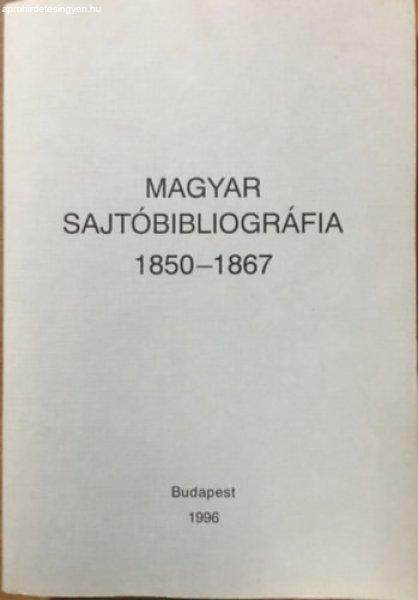 aprohirdetesingyen.hu
MAGYAR
SAJTÓBIBLIOGRÁFIA
1850–1867
Budapest
1996